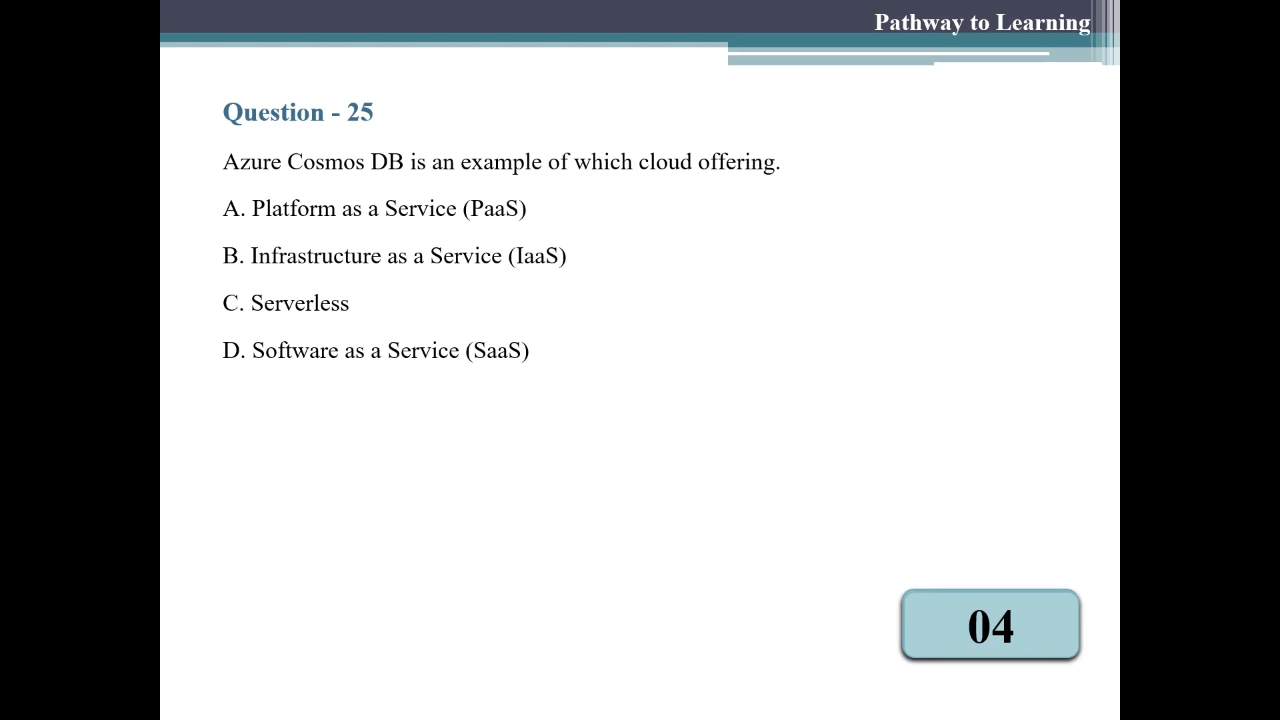 Pathway to Learning
Question - 25
Azure Cosmos DB is an example of which cloud offering.
A. Platform as a Service (PaaS)
B. Infrastructure as a Service (IaaS)
C. Serverless
D. Software as a Service (SaaS)
04